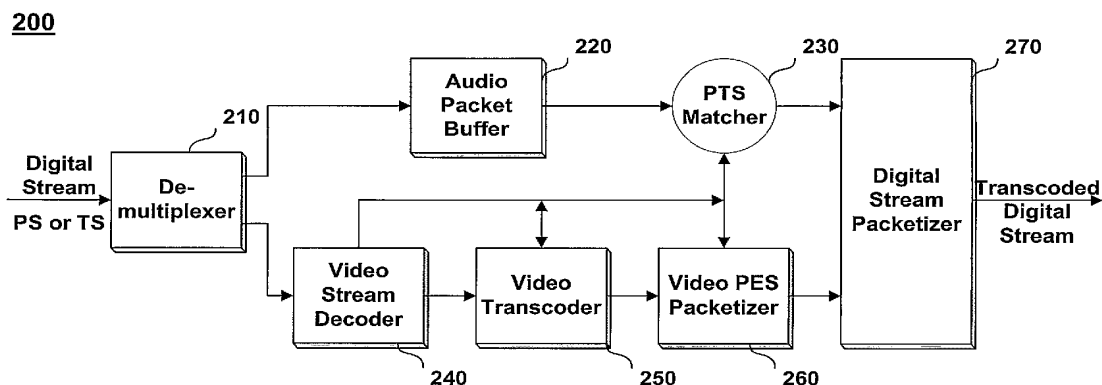 200
220
230
270
Audio
Packet
Buffer
PTS
Matcher
210
Digital
Stream
PS or TS
De-
multiplexer
Digital
Stream
Packetizer
Transcoded
Digital
Stream
Video
Stream
Decoder
Video
Transcoder
Video PES
Packetizer
240
250
260